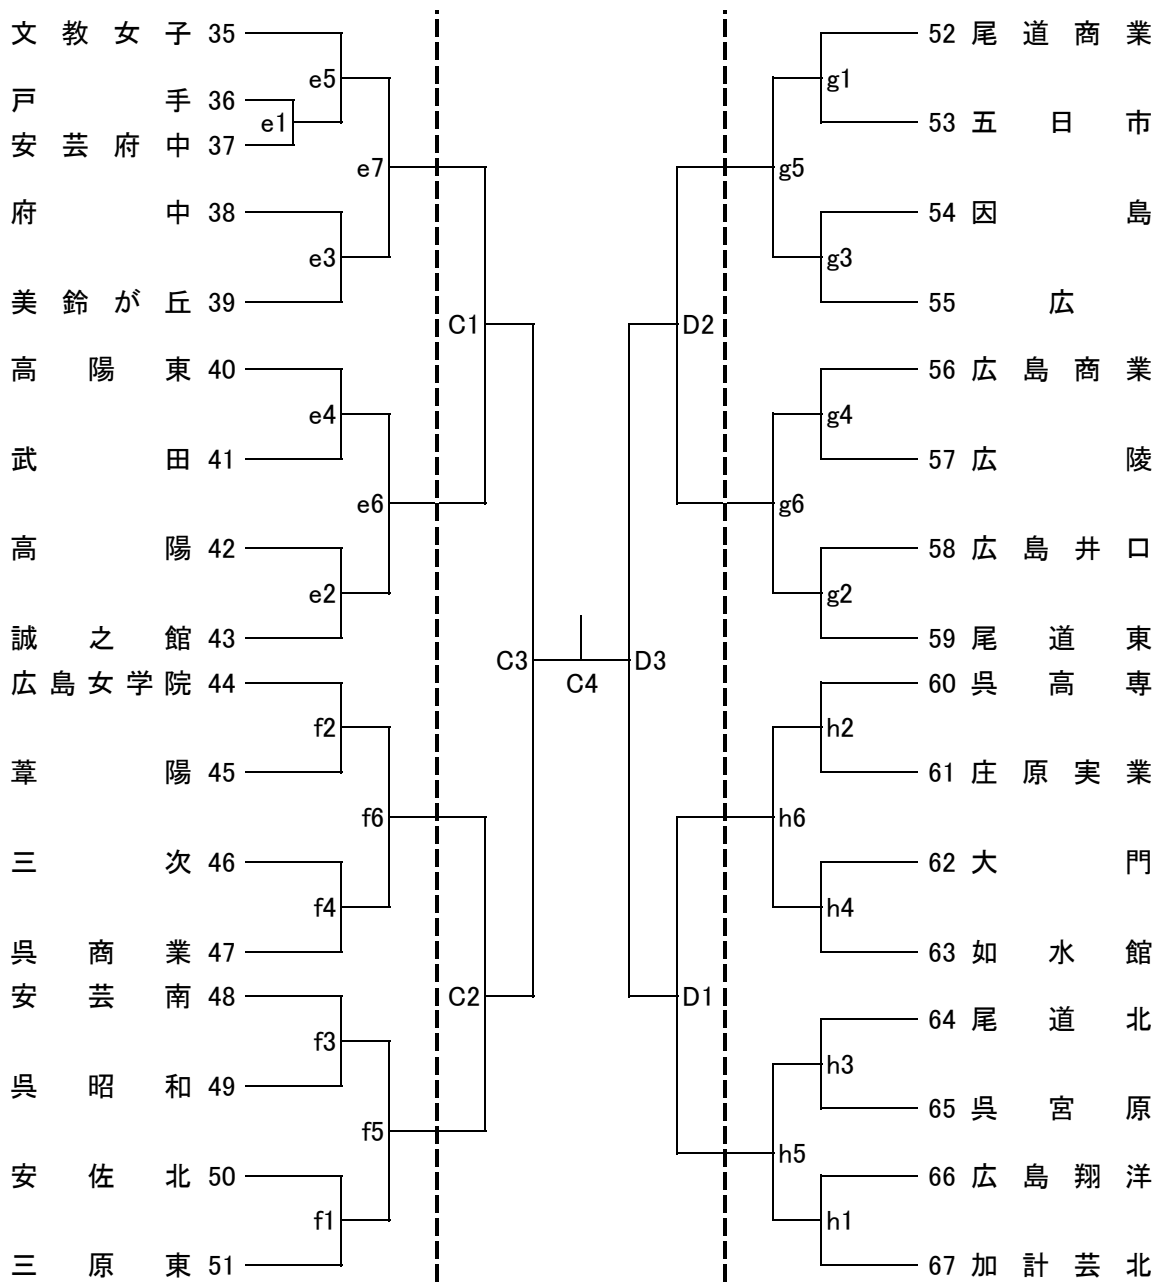 文教女子 35
e5
戸手 36
e1
安芸府中 37
e7
府中 38
e3
美鈴が丘 39
C1
高陽東 40
e4
武田 41
e6
高陽 42
e2
誠之館 43
C3
広島女学院 44
f2
葦陽 45
f6
三次 46
f4
呉商業 47
C2
安芸南 48
f3
呉昭和 49
f5
安佐北 50
f1
三原東 51
C4
52 尾道商業
g1
53 五日市
g5
54 因島
g3
55 広
D2
56 広島商業
g4
57 広陵
g6
58 広島井口
g2
59 尾道東
D3
60 呉高専
h2
61 庄原実業
h6
62 大門
h4
63 如水館
D1
64 尾道北
h3
65 呉宮原
h5
66 広島翔洋
h1
67 加計芸北